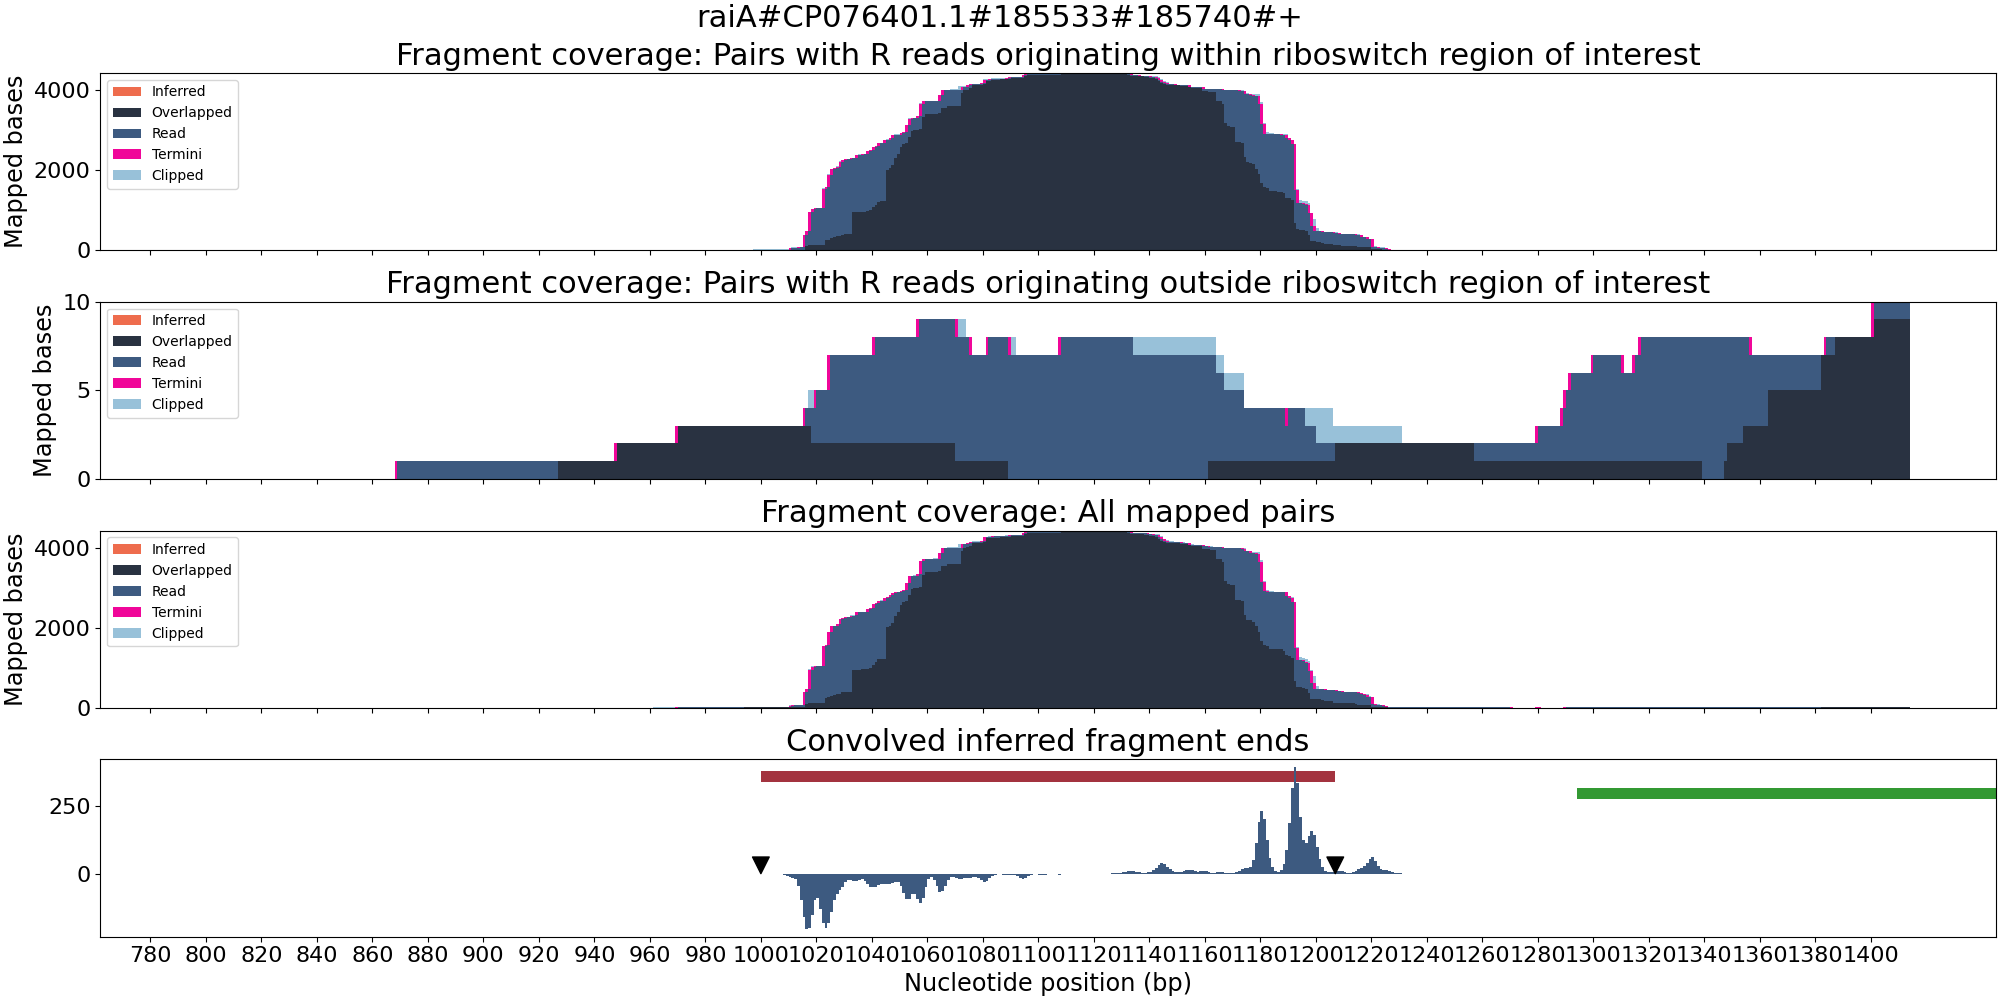 raiA#CP076401.1#185533#185740#+
Fragment coverage: Pairs with R reads originating within riboswitch region of interest
Mapped bases
4000
2000
0
Inferred
Overlapped
Read
Termini
Clipped
Fragment coverage: Pairs with R reads originating outside riboswitch region of interest
Mapped bases
10
5
0
Inferred
Overlapped
Read
Termini
Clipped
Fragment coverage: All mapped pairs
Mapped bases
4000
2000
0
Inferred
Overlapped
Read
Termini
Clipped
Convolved inferred fragment ends
250
0
780 800 820 840 860 880 900 920 940 960 980 1000 1020 1040 1060 1080 1100 1120 1140 1160 1180 1200 1220 1240 1260 1280 1300 1320 1340 1360 1380 1400
Nucleotide position (bp)